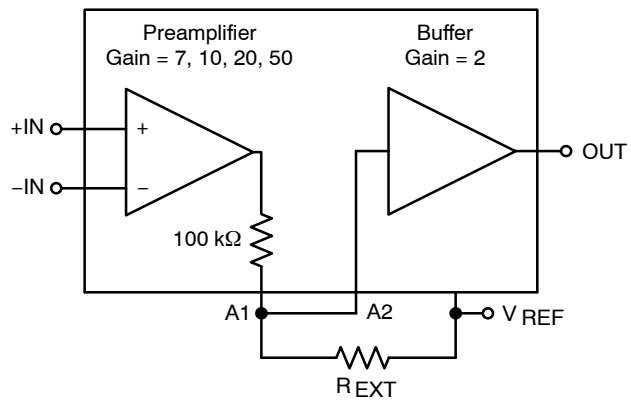 Preamplifier
Gain = 7, 10, 20, 50
Buffer
Gain = 2
+IN
+
−IN
−
OUT
100 kΩ
A1
A2
V REF
R EXT